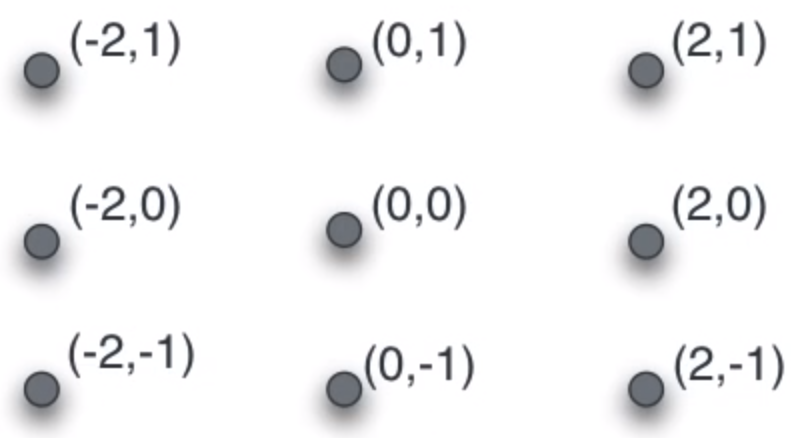 (-2,1) (0,1) (2,1)
(-2,0) (0,0) (2,0)
(-2,-1) (0,-1) (2,-1)